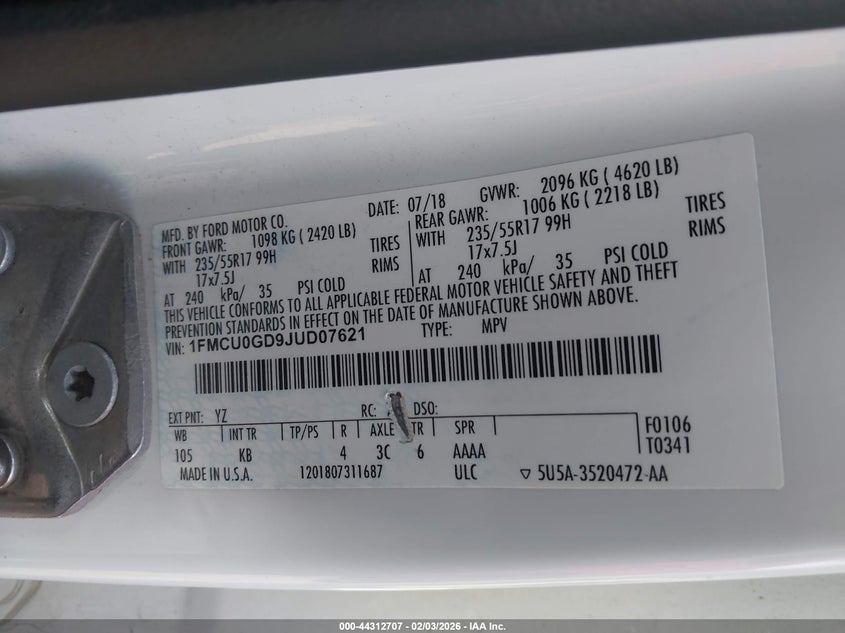 MFD. BY FORD MOTOR CO. DATE: 07/18 GVWR: 2096 KG ( 4620 LB)
FRONT GAWR: 1098 KG ( 2420 LB) REAR GAWR: 1006 KG ( 2218 LB)
WITH 235/55R17 99H TIRES WITH 235/55R17 99H TIRES
17x7.5J RIMS 17x7.5J RIMS
AT 240 kPa/ 35 PSI COLD AT 240 kPa/ 35 PSI COLD
THIS VEHICLE CONFORMS TO ALL APPLICABLE FEDERAL MOTOR VEHICLE SAFETY AND THEFT
PREVENTION STANDARDS IN EFFECT ON THE DATE OF MANUFACTURE SHOWN ABOVE.
VIN: 1FMCU0GD9JUD07621 TYPE: MPV
EXT PNT: YZ RC: DSO: F0106
WB INT TR TP/PS R AXLE TR SPR T0341
105 KB 4 3C 6 AAAA
MADE IN U.S.A. 1201807311687 ULC ▽ 5U5A-3520472-AA
000-44312707 - 02/03/2026 - IAA Inc.